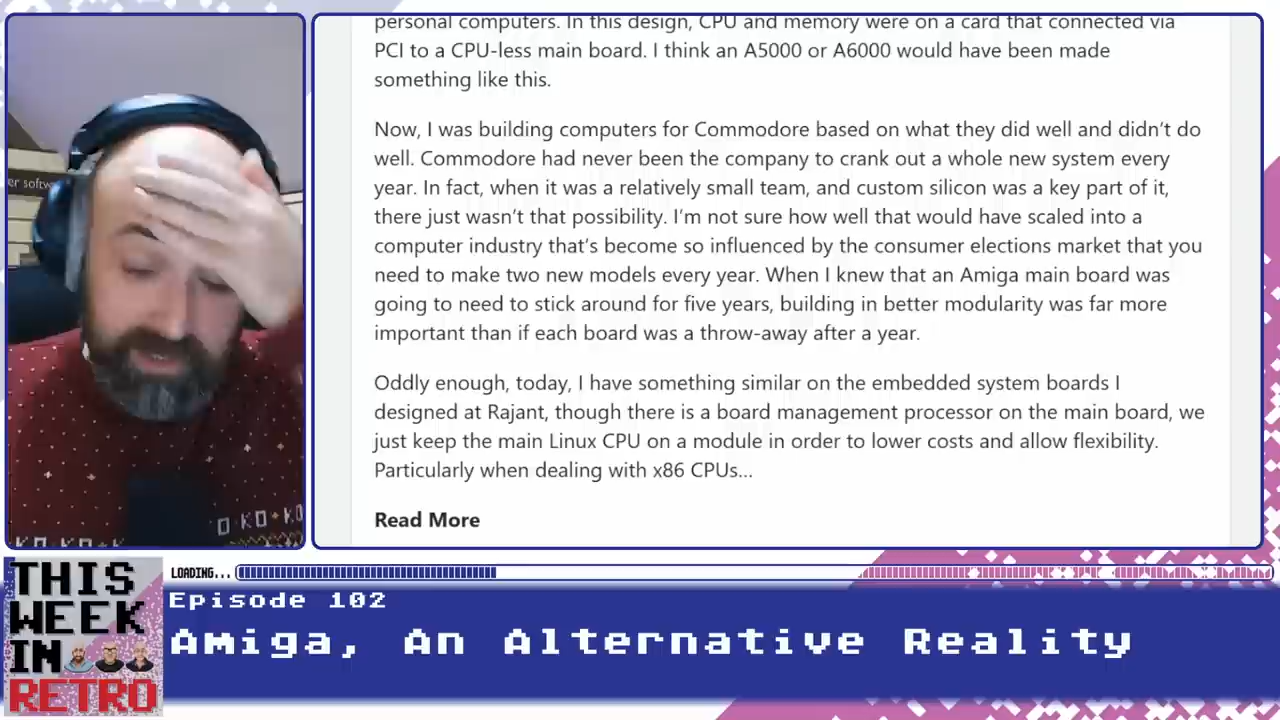 personal computers. In this design, CPU and memory were on a card that connected via
PCI to a CPU-less main board. I think an A5000 or A6000 would have been made
something like this.
Now, I was building computers for Commodore based on what they did well and didn’t do
well. Commodore had never been the company to crank out a whole new system every
year. In fact, when it was a relatively small team, and custom silicon was a key part of it,
there just wasn’t that possibility. I’m not sure how well that would have scaled into a
computer industry that’s become so influenced by the consumer elections market that you
need to make two new models every year. When I knew that an Amiga main board was
going to need to stick around for five years, building in better modularity was far more
important than if each board was a throw-away after a year.
Oddly enough, today, I have something similar on the embedded system boards I
designed at Rajant, though there is a board management processor on the main board, we
just keep the main Linux CPU on a module in order to lower costs and allow flexibility.
Particularly when dealing with x86 CPUs...
Read More
LOADING...
THIS
WEEK
IN
RETRO
Episode 102
Amiga, An Alternative Reality